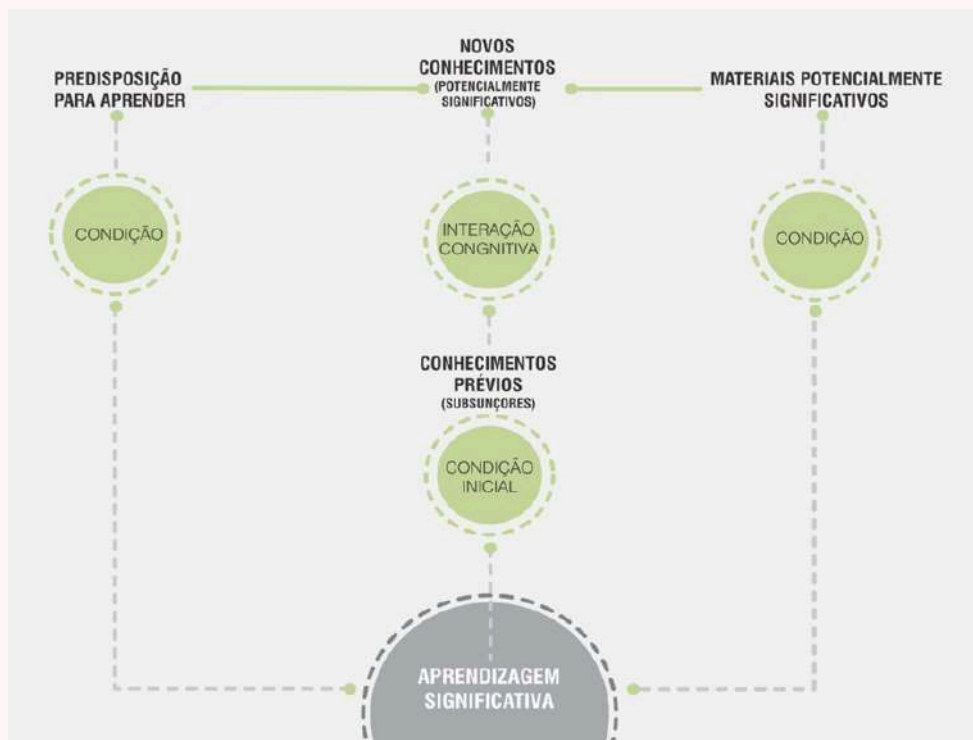 PREDISPOSIÇÃO
PARA APRENDER
NOVOS
CONHECIMENTOS
(POTENCIALMENTE
SIGNIFICATIVOS)
MATERIAIS POTENCIALMENTE
SIGNIFICATIVOS
CONDIÇÃO
INTERAÇÃO
CONGNITIVA
CONDIÇÃO
CONHECIMENTOS
PRÉVIOS
(SUBSUNÇORES)
CONDIÇÃO
INICIAL
APRENDIZAGEM
SIGNIFICATIVA